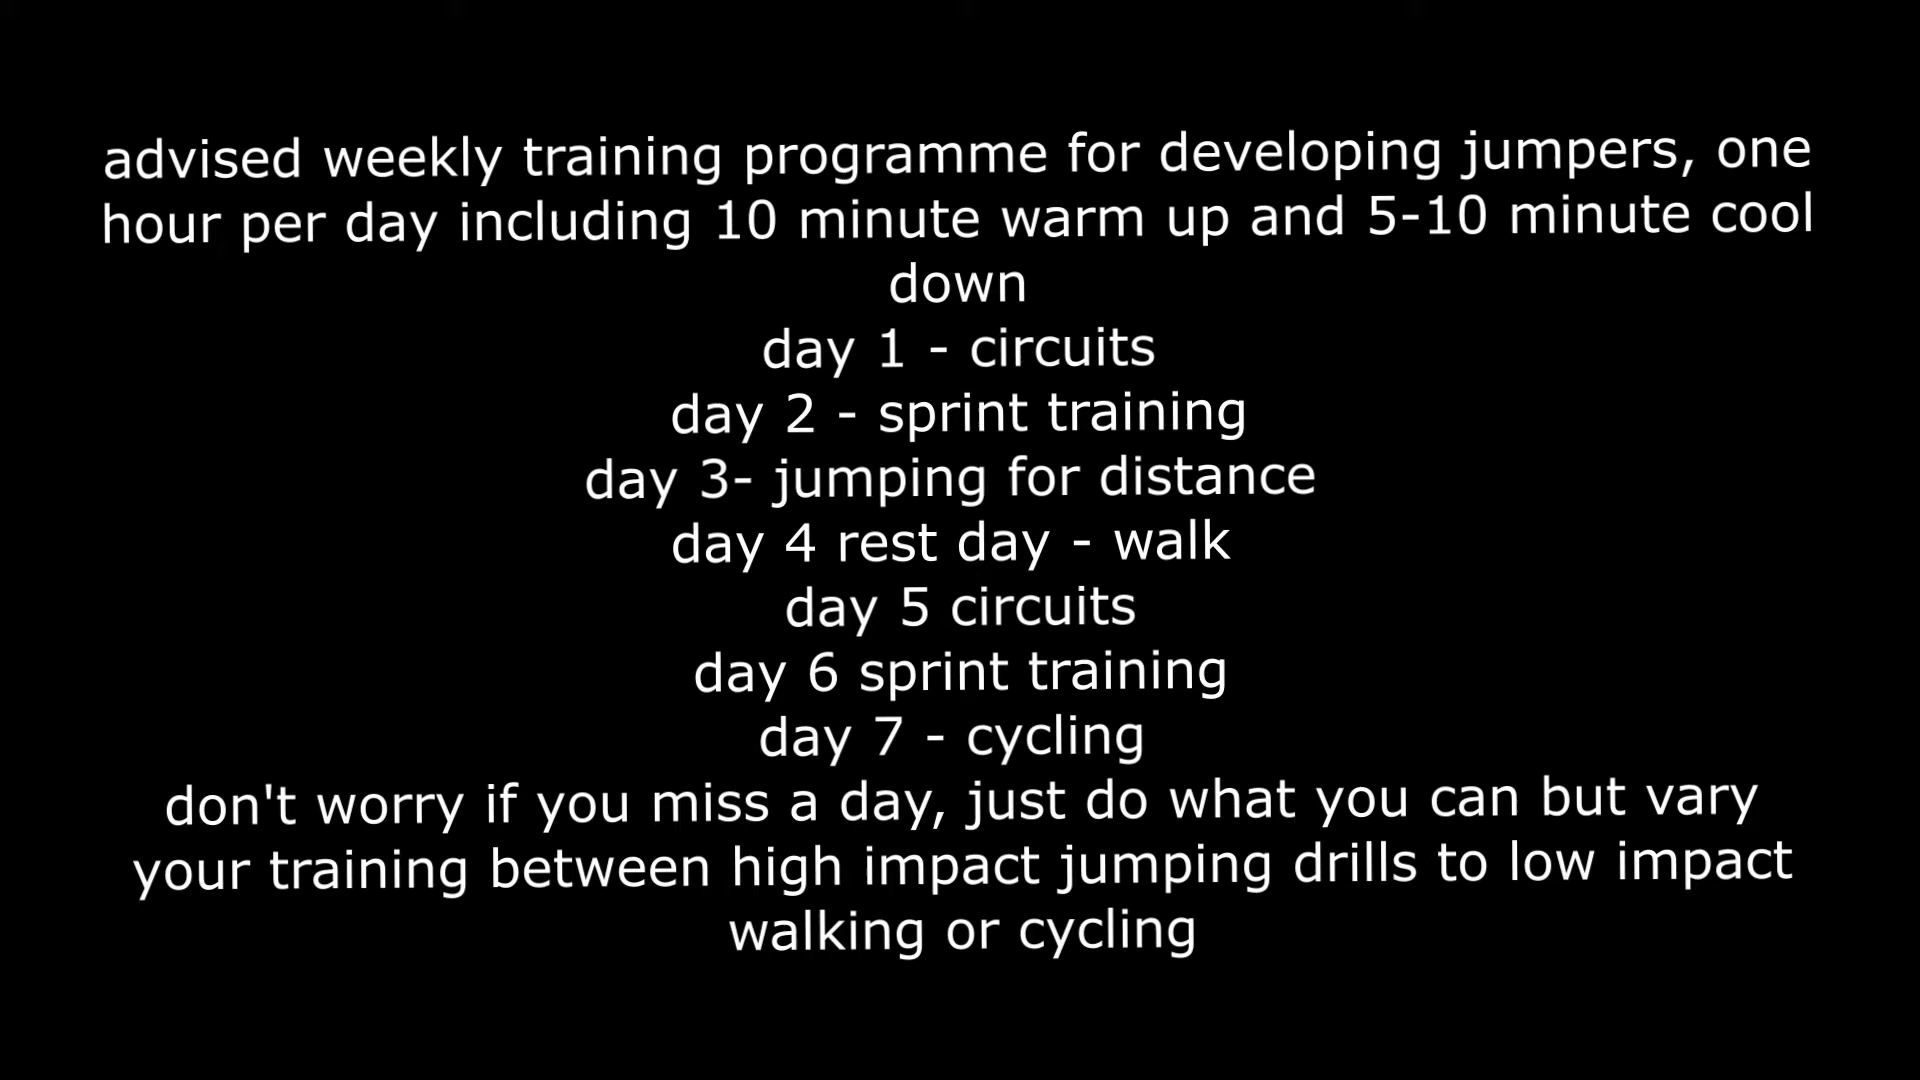 advised weekly training programme for developing jumpers, one
hour per day including 10 minute warm up and 5-10 minute cool
down
day 1 - circuits
day 2 - sprint training
day 3- jumping for distance
day 4 rest day - walk
day 5 circuits
day 6 sprint training
day 7 - cycling
don't worry if you miss a day, just do what you can but vary
your training between high impact jumping drills to low impact
walking or cycling